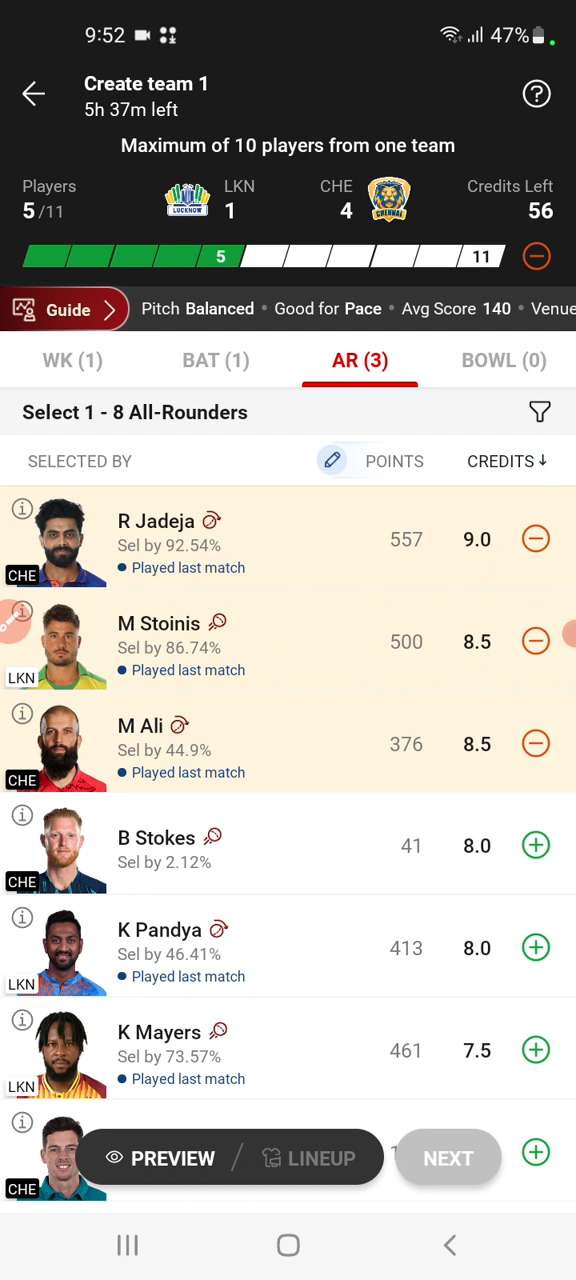 9:52
47%
Create team 1
5h 37m left
Maximum of 10 players from one team
Players
5/11
LUCKNOW
LKN
1
CHE
4
CHENNAI
Credits Left
56
5
11
Guide
Pitch Balanced • Good for Pace • Avg Score 140 • Venue
WK (1)
BAT (1)
AR (3)
BOWL (0)
Select 1 - 8 All-Rounders
SELECTED BY
POINTS
CREDITS↓
R Jadeja
Sel by 92.54%
Played last match
CHE
557
9.0
M Stoinis
Sel by 86.74%
Played last match
LKN
500
8.5
M Ali
Sel by 44.9%
Played last match
CHE
376
8.5
B Stokes
Sel by 2.12%
CHE
41
8.0
K Pandya
Sel by 46.41%
Played last match
LKN
413
8.0
K Mayers
Sel by 73.57%
Played last match
LKN
461
7.5
CHE
PREVIEW / LINEUP
NEXT